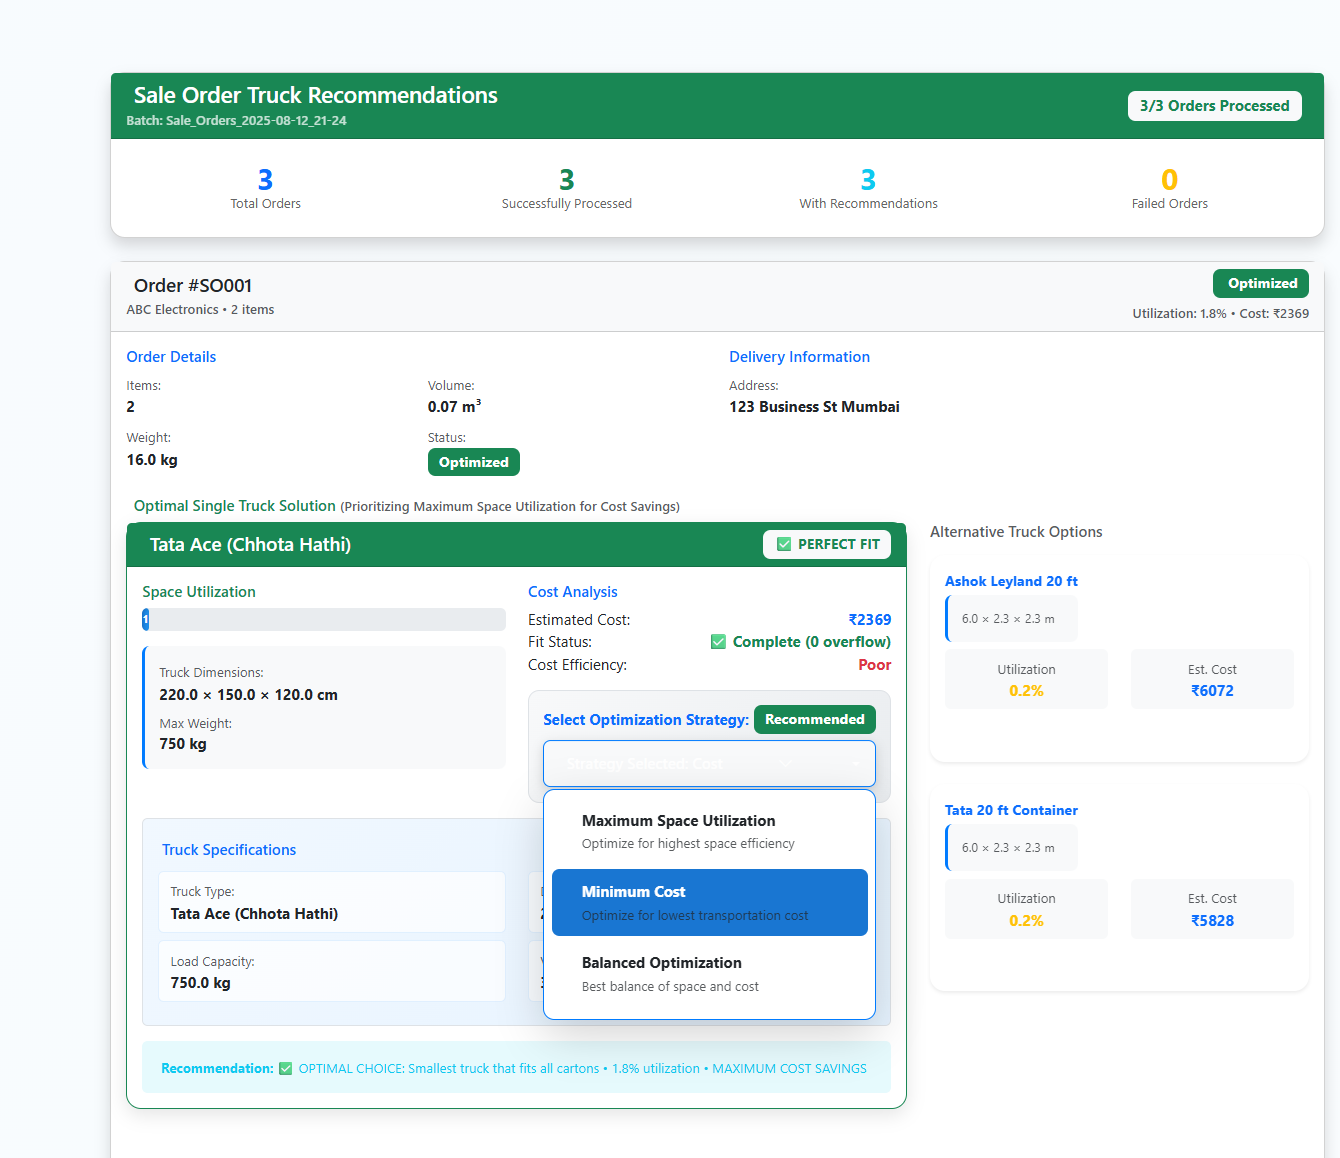 Sale Order Truck Recommendations
Batch: Sale_Orders_2025-08-12_21-24
3/3 Orders Processed
3
Total Orders
3
Successfully Processed
3
With Recommendations
0
Failed Orders
Order #SO001
ABC Electronics • 2 items
Optimized
Utilization: 1.8% • Cost: ₹2369
Order Details
Items:
2
Volume:
0.07 m³
Weight:
16.0 kg
Status:
Optimized
Delivery Information
Address:
123 Business St Mumbai
Optimal Single Truck Solution (Prioritizing Maximum Space Utilization for Cost Savings)
Tata Ace (Chhota Hathi)
✅ PERFECT FIT
Space Utilization
1
Truck Dimensions:
220.0 × 150.0 × 120.0 cm
Max Weight:
750 kg
Cost Analysis
Estimated Cost: ₹2369
Fit Status: ✅ Complete (0 overflow)
Cost Efficiency: Poor
Select Optimization Strategy: Recommended
Strategy Selected: Cost
Maximum Space Utilization
Optimize for highest space efficiency
Minimum Cost
Optimize for lowest transportation cost
Balanced Optimization
Best balance of space and cost
Truck Specifications
Truck Type:
Tata Ace (Chhota Hathi)
Load Capacity:
750.0 kg
Recommendation: ✅ OPTIMAL CHOICE: Smallest truck that fits all cartons • 1.8% utilization • MAXIMUM COST SAVINGS
Alternative Truck Options
Ashok Leyland 20 ft
6.0 × 2.3 × 2.3 m
Utilization
0.2%
Est. Cost
₹6072
Tata 20 ft Container
6.0 × 2.3 × 2.3 m
Utilization
0.2%
Est. Cost
₹5828